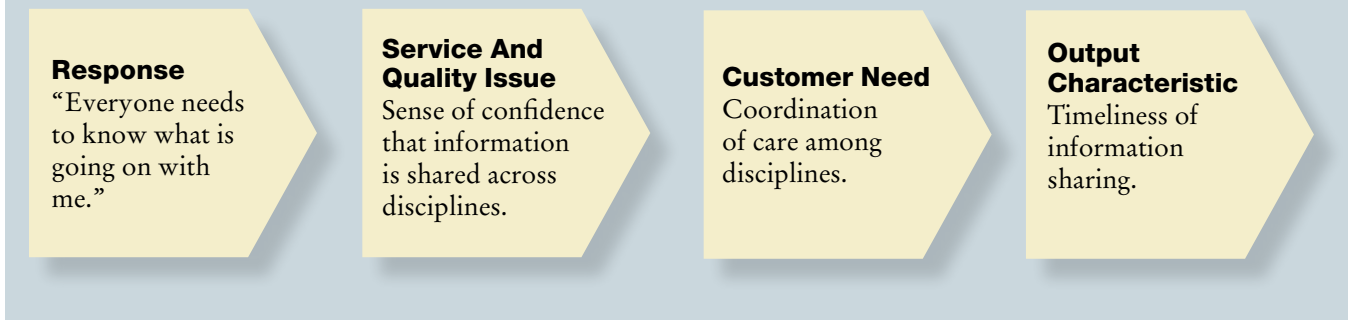 Response
“Everyone needs
to know what is
going on with
me.”
Service And
Quality Issue
Sense of confidence
that information
is shared across
disciplines.
Customer Need
Coordination
of care among
disciplines.
Output
Characteristic
Timeliness of
information
sharing.